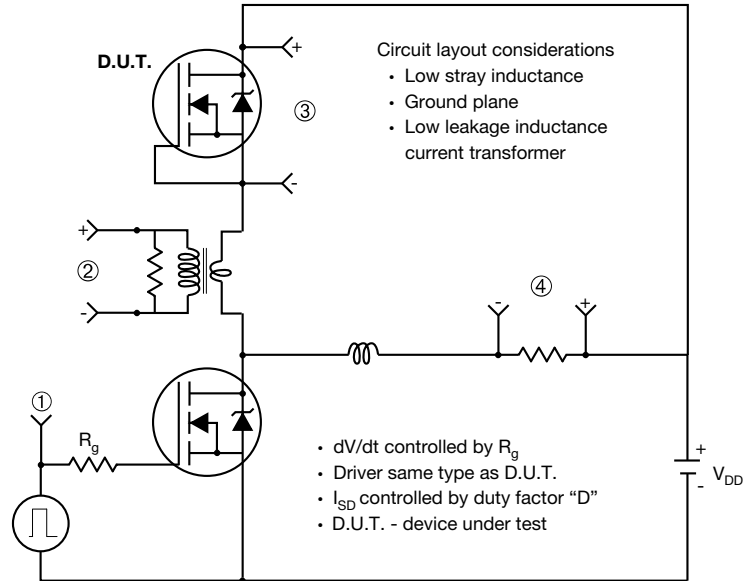 D.U.T.
+
Circuit layout considerations
• Low stray inductance
• Ground plane
• Low leakage inductance
current transformer
③
-
+
②
-
④
-
+
①
Rg
• dV/dt controlled by Rg
• Driver same type as D.U.T.
• ISD controlled by duty factor “D”
• D.U.T. - device under test
+
VDD
-